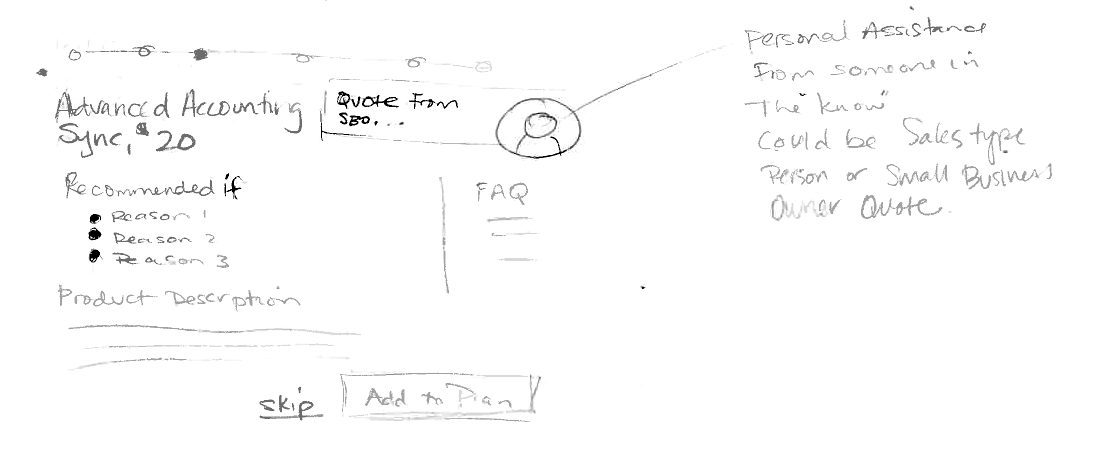 Advanced Accounting
Sync, $20
Quote From
SBO, ...
Recommended if
Reason 1
Reason 2
Reason 3
FAQ
Product Description
skip
Add to Plan
Personal Assistance
From someone in
The "know"
Could be Sales type
Person or Small Business
Owner Quote.